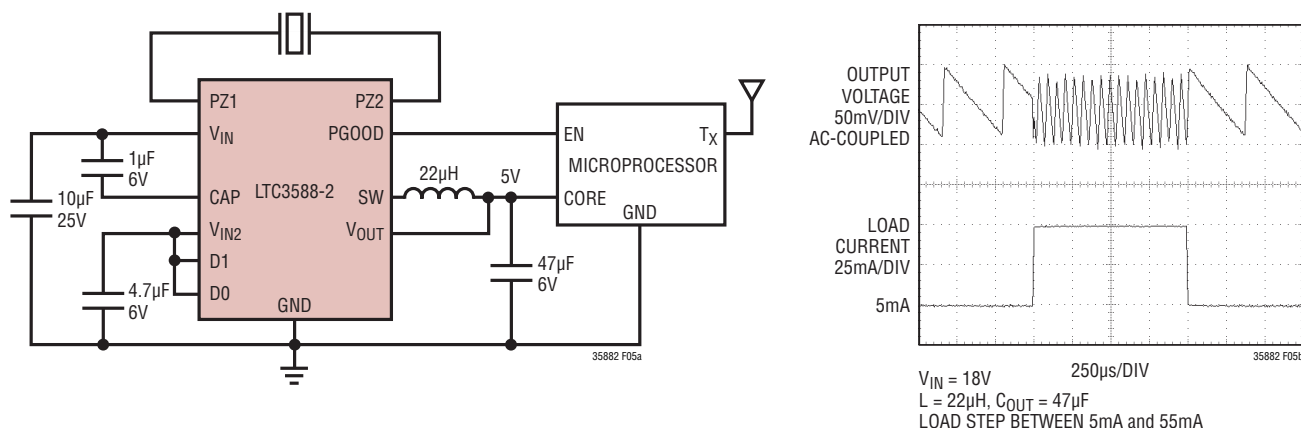 PZ1
PZ2
VIN
PGOOD
EN
TX
1µF
6V
MICROPROCESSOR
10µF
25V
CAP
LTC3588-2
SW
22µH
5V
CORE
GND
VIN2
VOUT
D1
47µF
6V
4.7µF
6V
D0
GND
35882 F05a
OUTPUT
VOLTAGE
50mV/DIV
AC-COUPLED
LOAD
CURRENT
25mA/DIV
5mA
250µs/DIV
35882 F05b
VIN = 18V
L = 22µH, COUT = 47µF
LOAD STEP BETWEEN 5mA and 55mA